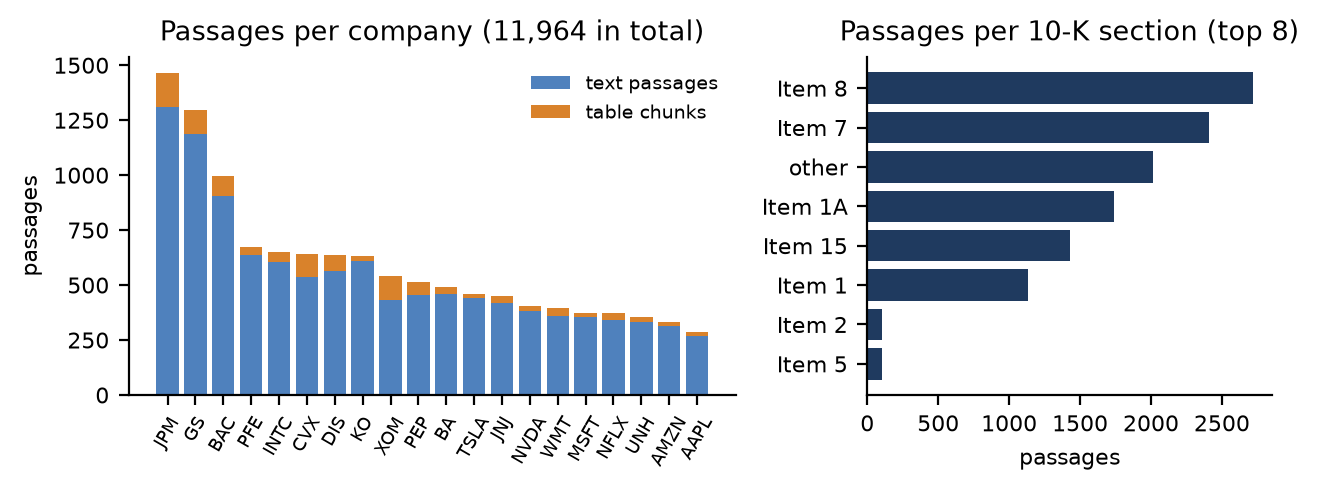 Passages per company (11,964 in total)
1500
1250
1000
750
500
250
0
passages
text passages
table chunks
JPM
GS
BAC
PFE
INTC
CVX
DIS
KO
XOM
PEP
BA
TSLA
JNJ
NVDA
WMT
MSFT
NFLX
UNH
AMZN
AAPL
Passages per 10-K section (top 8)
Item 8
Item 7
other
Item 1A
Item 15
Item 1
Item 2
Item 5
0 500 1000 1500 2000 2500
passages